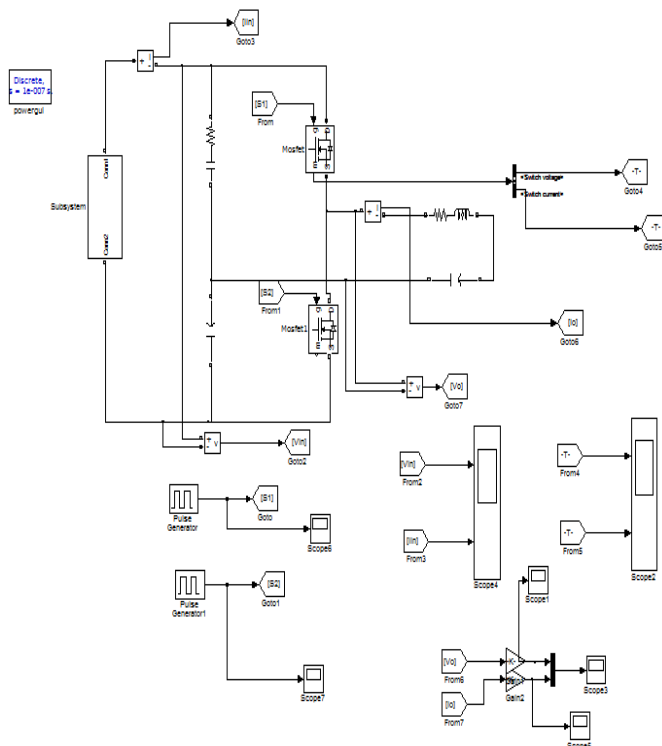 [Iin]
Goto3
Discrete,
s = 1e-007 s.
powergui
+
i
-
Conn1
Conn2
Subsystem
[S1]
From
g
D
Mosfet
m
S
<Switch voltage>
<Switch current>
-T-
Goto4
-T-
Goto5
+
i
-
[S2]
From1
g
D
Mosfet1
m
S
[Io]
Goto6
+
-
v
[Vo]
Goto7
+
-
v
[Vin]
Goto2
Pulse
Generator
[S1]
Goto
Scope6
Pulse
Generator1
[S2]
Goto1
Scope7
[Vin]
From2
[Iin]
From3
Scope4
-T-
From4
-T-
From5
Scope2
Scope1
[Vo]
From6
-K-
[Io]
From7
-K-
Gain2
Scope3